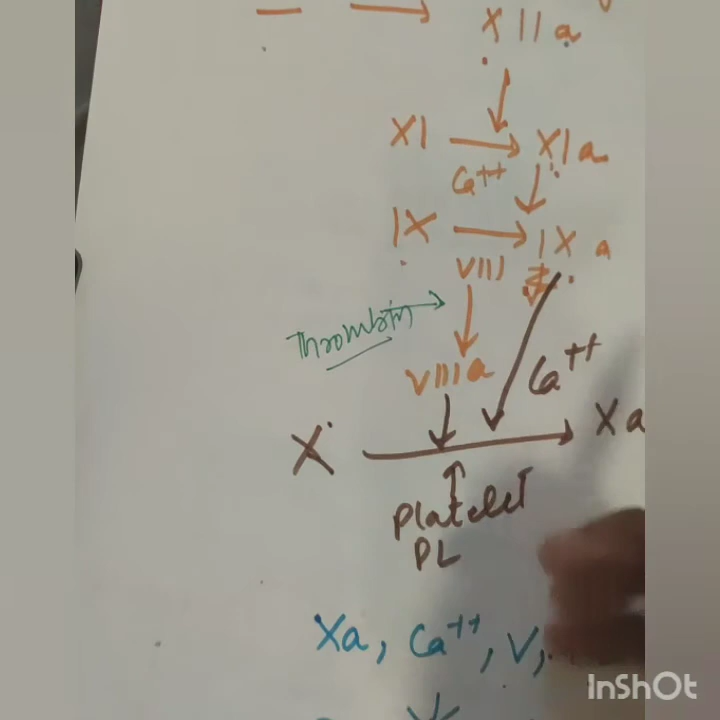 XIIa
XI → XIa
Ca++
IX → IXa
VIII
Thrombin →
VIIIa
Ca++
X → Xa
Platelet
PL
Xa, Ca++, V,
InShOt